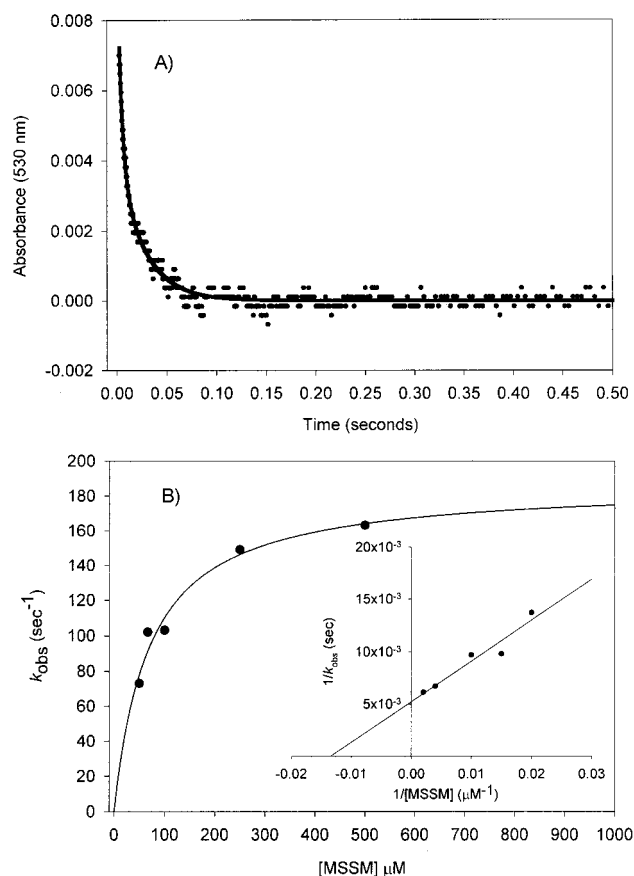 0.008
A)
0.006
0.004
0.002
0.000
-0.002
Absorbance (530 nm)
0.00 0.05 0.10 0.15 0.20 0.25 0.30 0.35 0.40 0.45 0.50
Time (seconds)
200
B)
180
160
140
120
100
80
60
40
20
0
kobs (sec-1)
20x10-3
15x10-3
10x10-3
5x10-3
1/kobs (sec)
-0.02 -0.01 0.00 0.01 0.02 0.03
1/[MSSM] (µM-1)
0 100 200 300 400 500 600 700 800 900 1000
[MSSM] µM